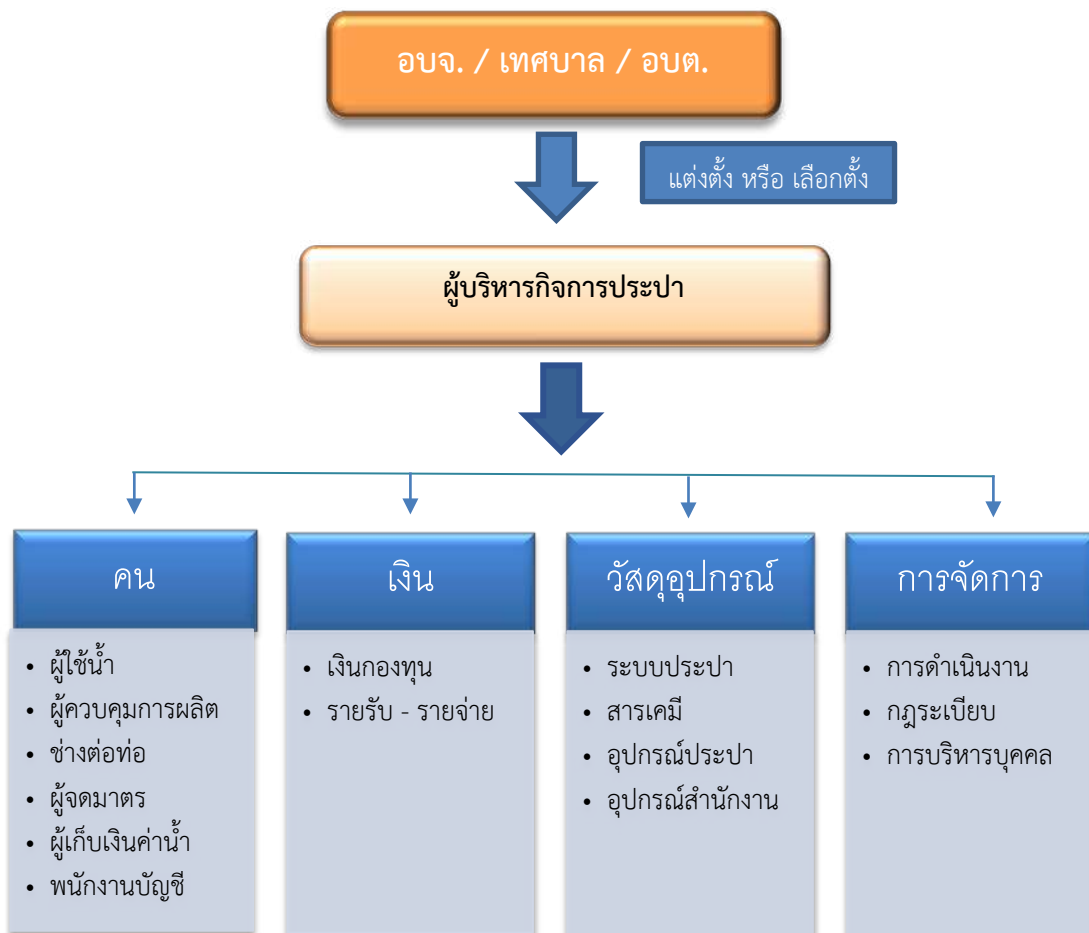 อบจ. / เทศบาล / อบต.
แต่งตั้ง หรือ เลือกตั้ง
ผู้บริหารกิจการประปา
คน
• ผู้ใช้น้ำ
• ผู้ควบคุมการผลิต
• ช่างต่อท่อ
• ผู้จดมาตร
• ผู้เก็บเงินค่าน้ำ
• พนักงานบัญชี
เงิน
• เงินกองทุน
• รายรับ - รายจ่าย
วัสดุอุปกรณ์
• ระบบประปา
• สารเคมี
• อุปกรณ์ประปา
• อุปกรณ์สำนักงาน
การจัดการ
• การดำเนินงาน
• กฎระเบียบ
• การบริหารบุคคล